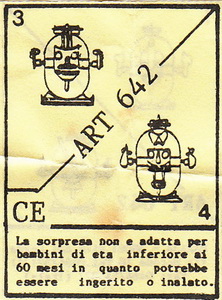 3
ART 642
CE
4
La sorpresa non e adatta per
bambini di eta inferiore ai
60 mesi in quanto potrebbe
essere ingerito o inalato